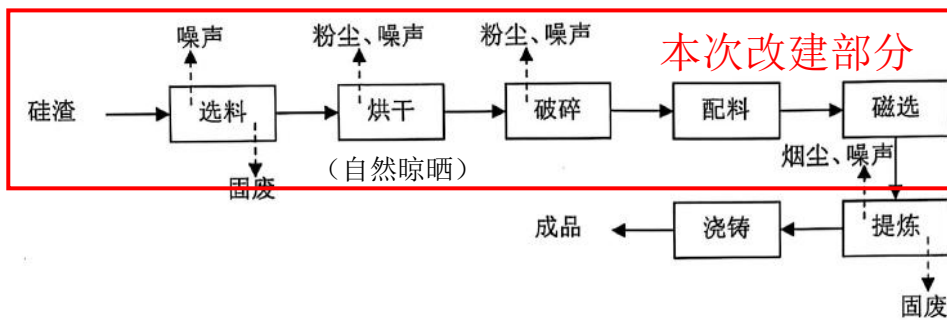 噪声
粉尘、噪声
粉尘、噪声
本次改建部分
硅渣
选料
烘干
破碎
配料
磁选
（自然晾晒）
烟尘、噪声
固废
成品
浇铸
提炼
固废